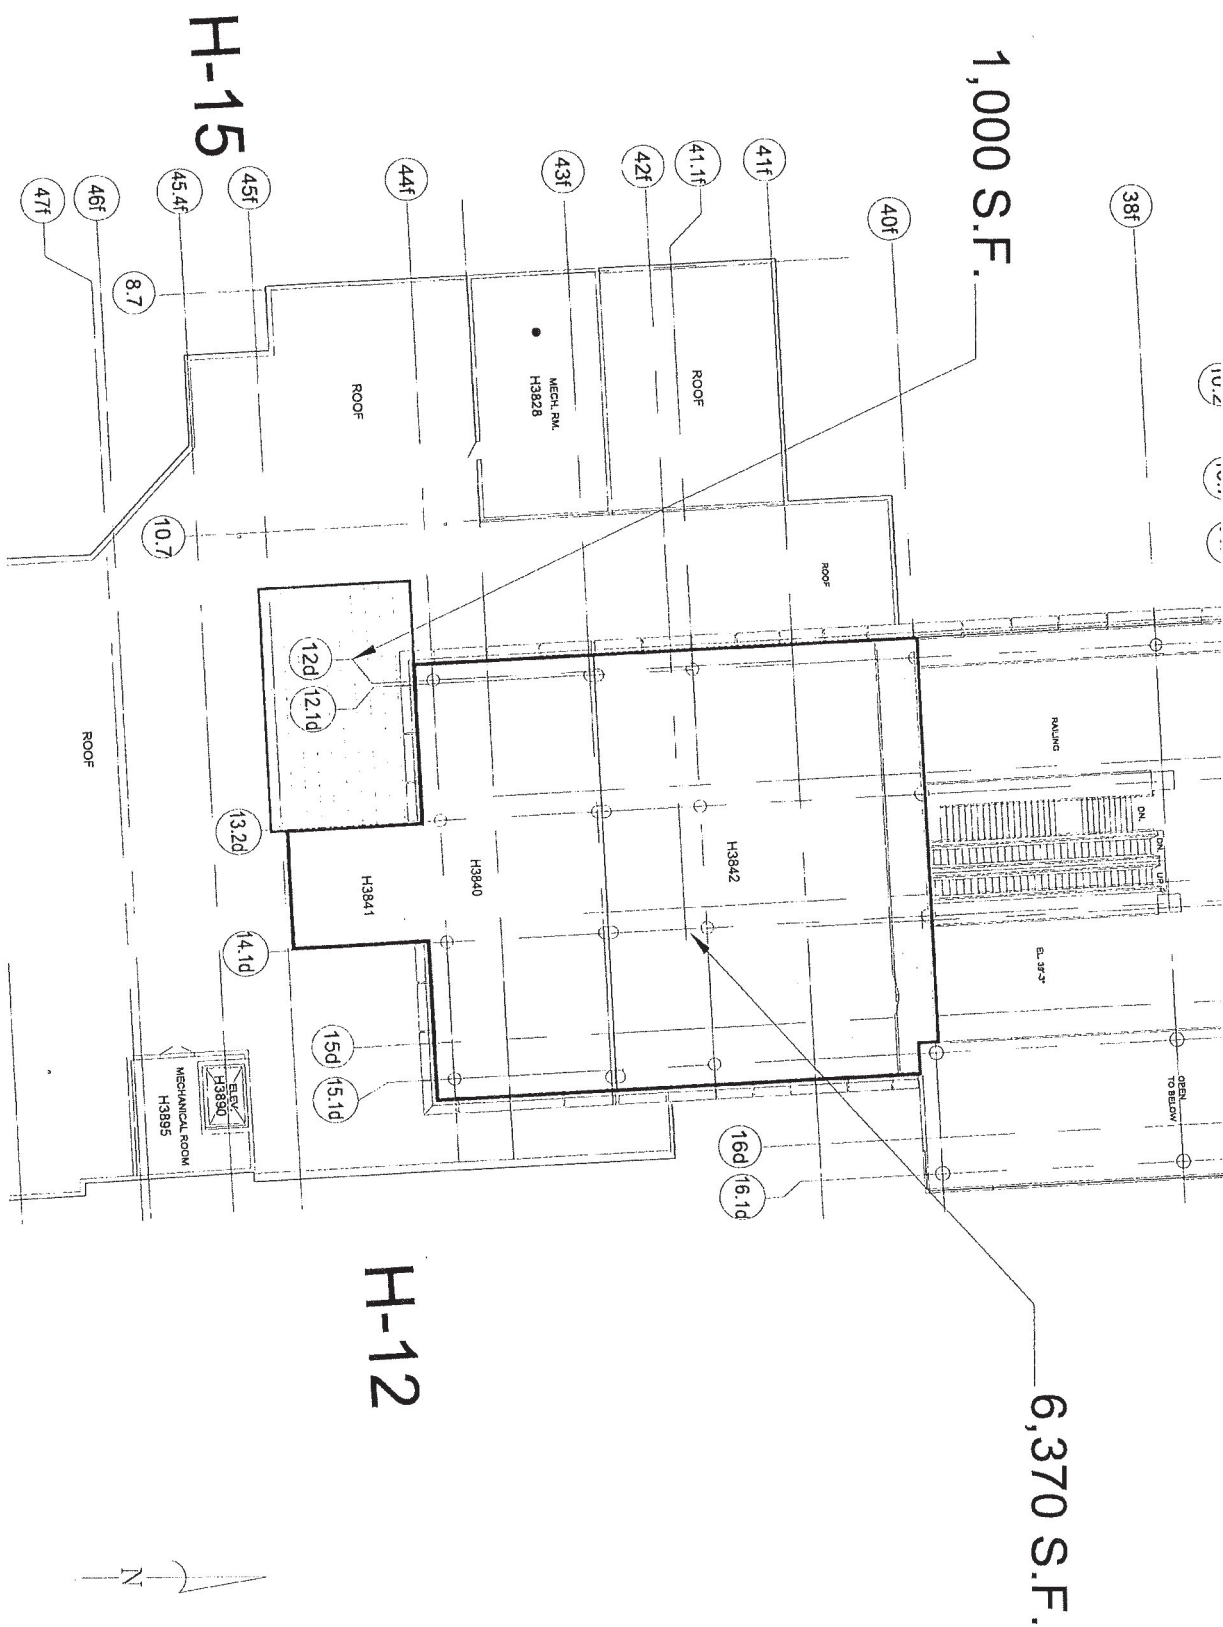 H-15
1,000 S.F.
47f
46f
45.4f
45f
44f
43f
42f
41.1f
41f
40f
38f
8.7
10.7
ROOF
MECH. RM.
H3828
ROOF
ROOF
12d
12.1d
ROOF
RAILING
DN.
DN.
UP
13.2d
H3841
H3840
H3842
14.1d
EL. 39'-3"
15d
15.1d
OPEN
TO BELOW
ELEV.
H3890
MECHANICAL ROOM
H3895
16d
16.1d
H-12
6,370 S.F.
N